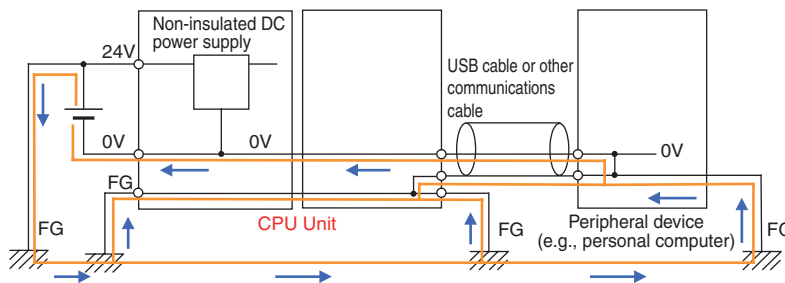 Non-insulated DC
power supply
24V
USB cable or other
communications
cable
0V
0V
0V
FG
CPU Unit
FG
FG
Peripheral device
(e.g., personal computer)
FG